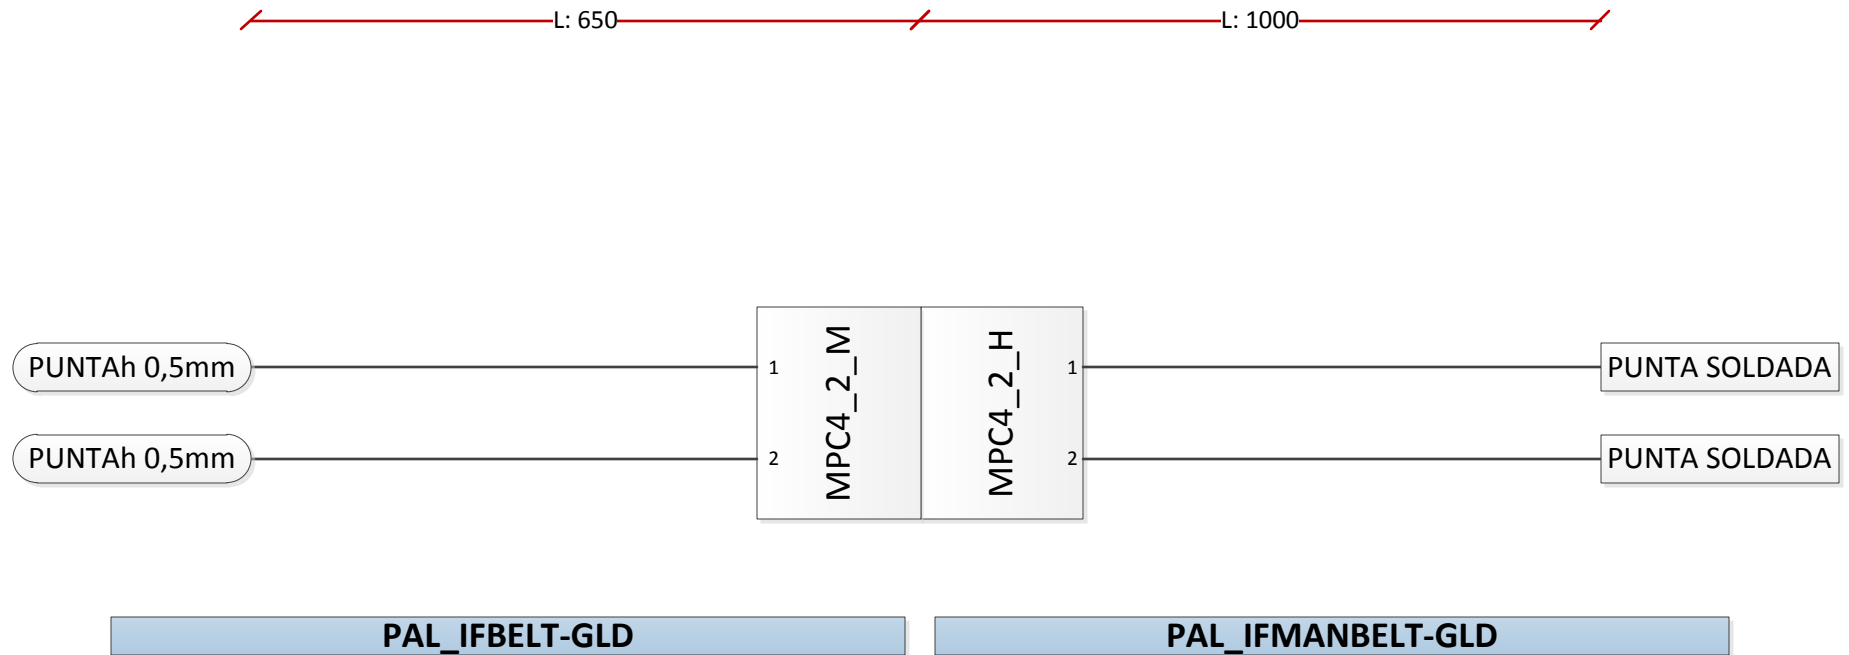 L: 650
L: 1000
PUNTAh 0,5mm
1
MPC4_2_M
MPC4_2_H
1
PUNTA SOLDADA
PUNTAh 0,5mm
2
2
PUNTA SOLDADA
PAL_IFBELT-GLD
PAL_IFMANBELT-GLD